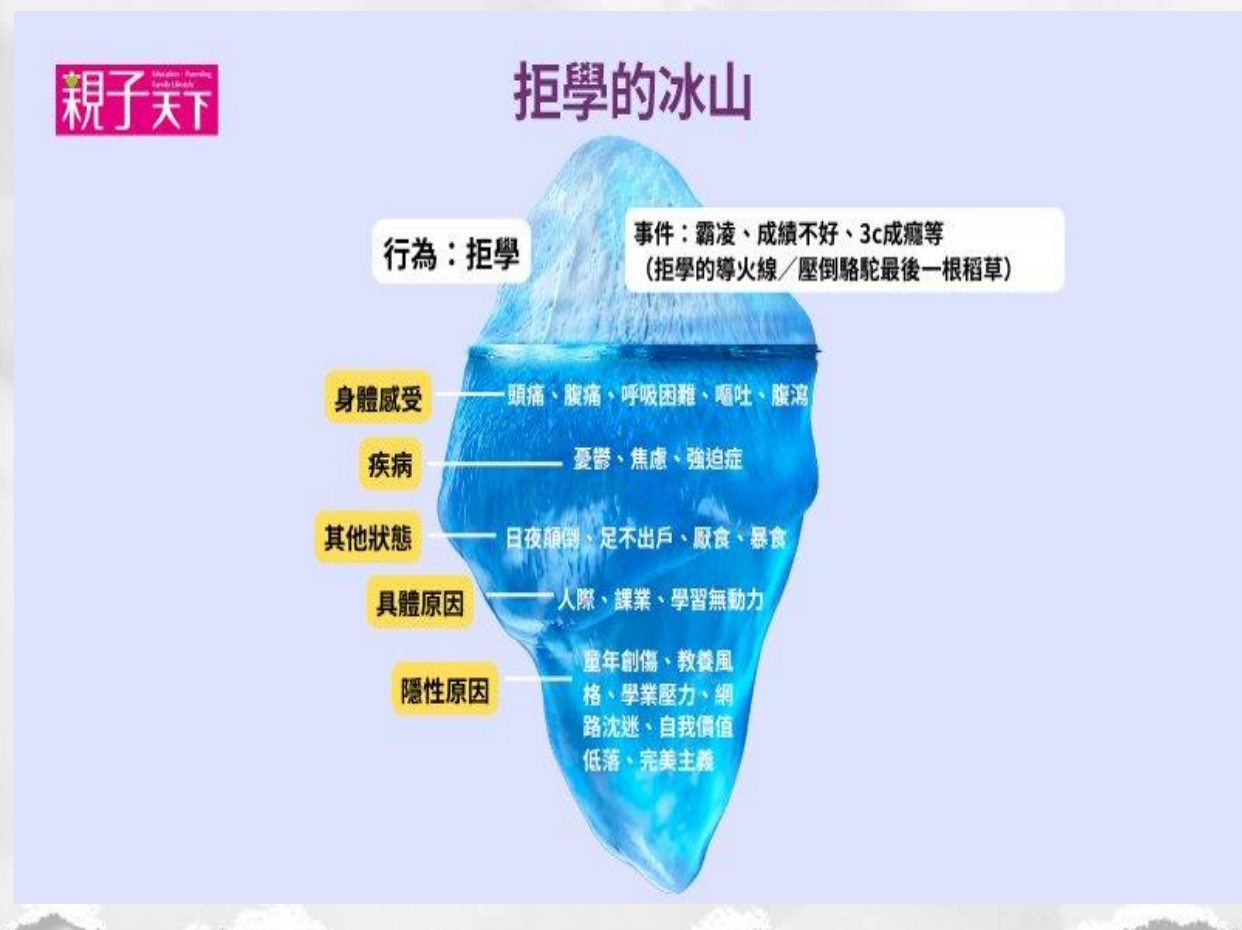 親子天下
Education · Parenting
Family Lifestyle
拒學的冰山
行為：拒學
事件：霸凌、成績不好、3c成癮等
（拒學的導火線／壓倒駱駝最後一根稻草）
身體感受
頭痛、腹痛、呼吸困難、嘔吐、腹瀉
疾病
憂鬱、焦慮、強迫症
其他狀態
日夜顛倒、足不出戶、厭食、暴食
具體原因
人際、課業、學習無動力
隱性原因
童年創傷、教養風
格、學業壓力、網
路沈迷、自我價值
低落、完美主義